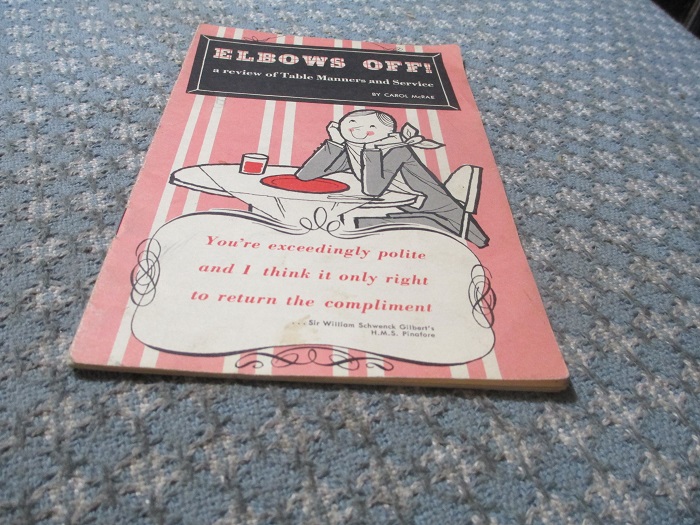 ELBOWS OFF!
a review of Table Manners and Service
BY CAROL McRAE
You're exceedingly polite
and I think it only right
to return the compliment
...Sir William Schwenck Gilbert's
H.M.S. Pinafore